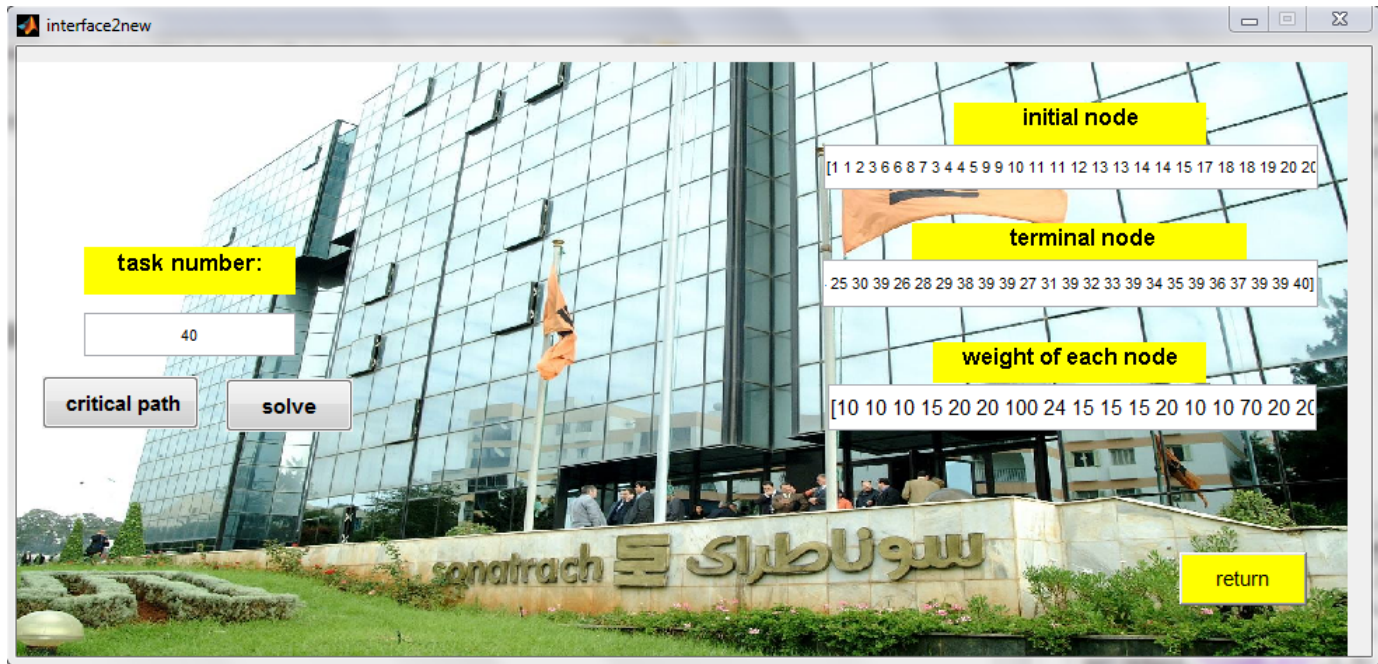 interface2new
initial node
[1 1 2 3 6 6 8 7 3 4 4 5 9 9 10 11 11 12 13 13 14 14 15 17 18 18 19 20 20
terminal node
25 30 39 26 28 29 38 39 39 27 31 39 32 33 39 34 35 39 36 37 39 39 40]
task number:
40
weight of each node
[10 10 10 15 20 20 100 24 15 15 15 20 10 10 70 20 20
critical path
solve
sonatrach
سوناطراك
return